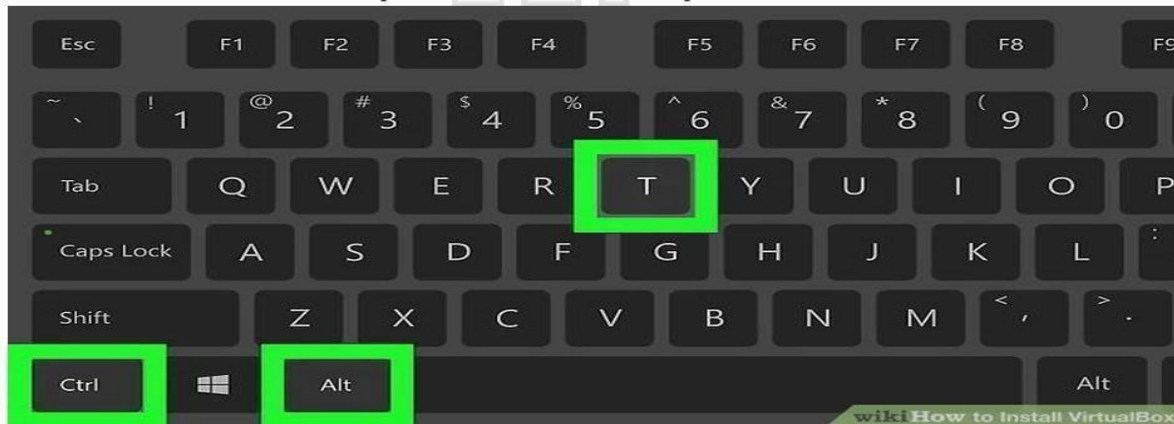 Esc F1 F2 F3 F4 F5 F6 F7 F8 F9
~ ` ! 1 @ 2 # 3 $ 4 % 5 ^ 6 & 7 * 8 ( 9 ) 0
Tab Q W E R T Y U I O P
Caps Lock A S D F G H J K L :
Shift Z X C V B N M < , > .
Ctrl Alt Alt
wikiHow to Install VirtualBox